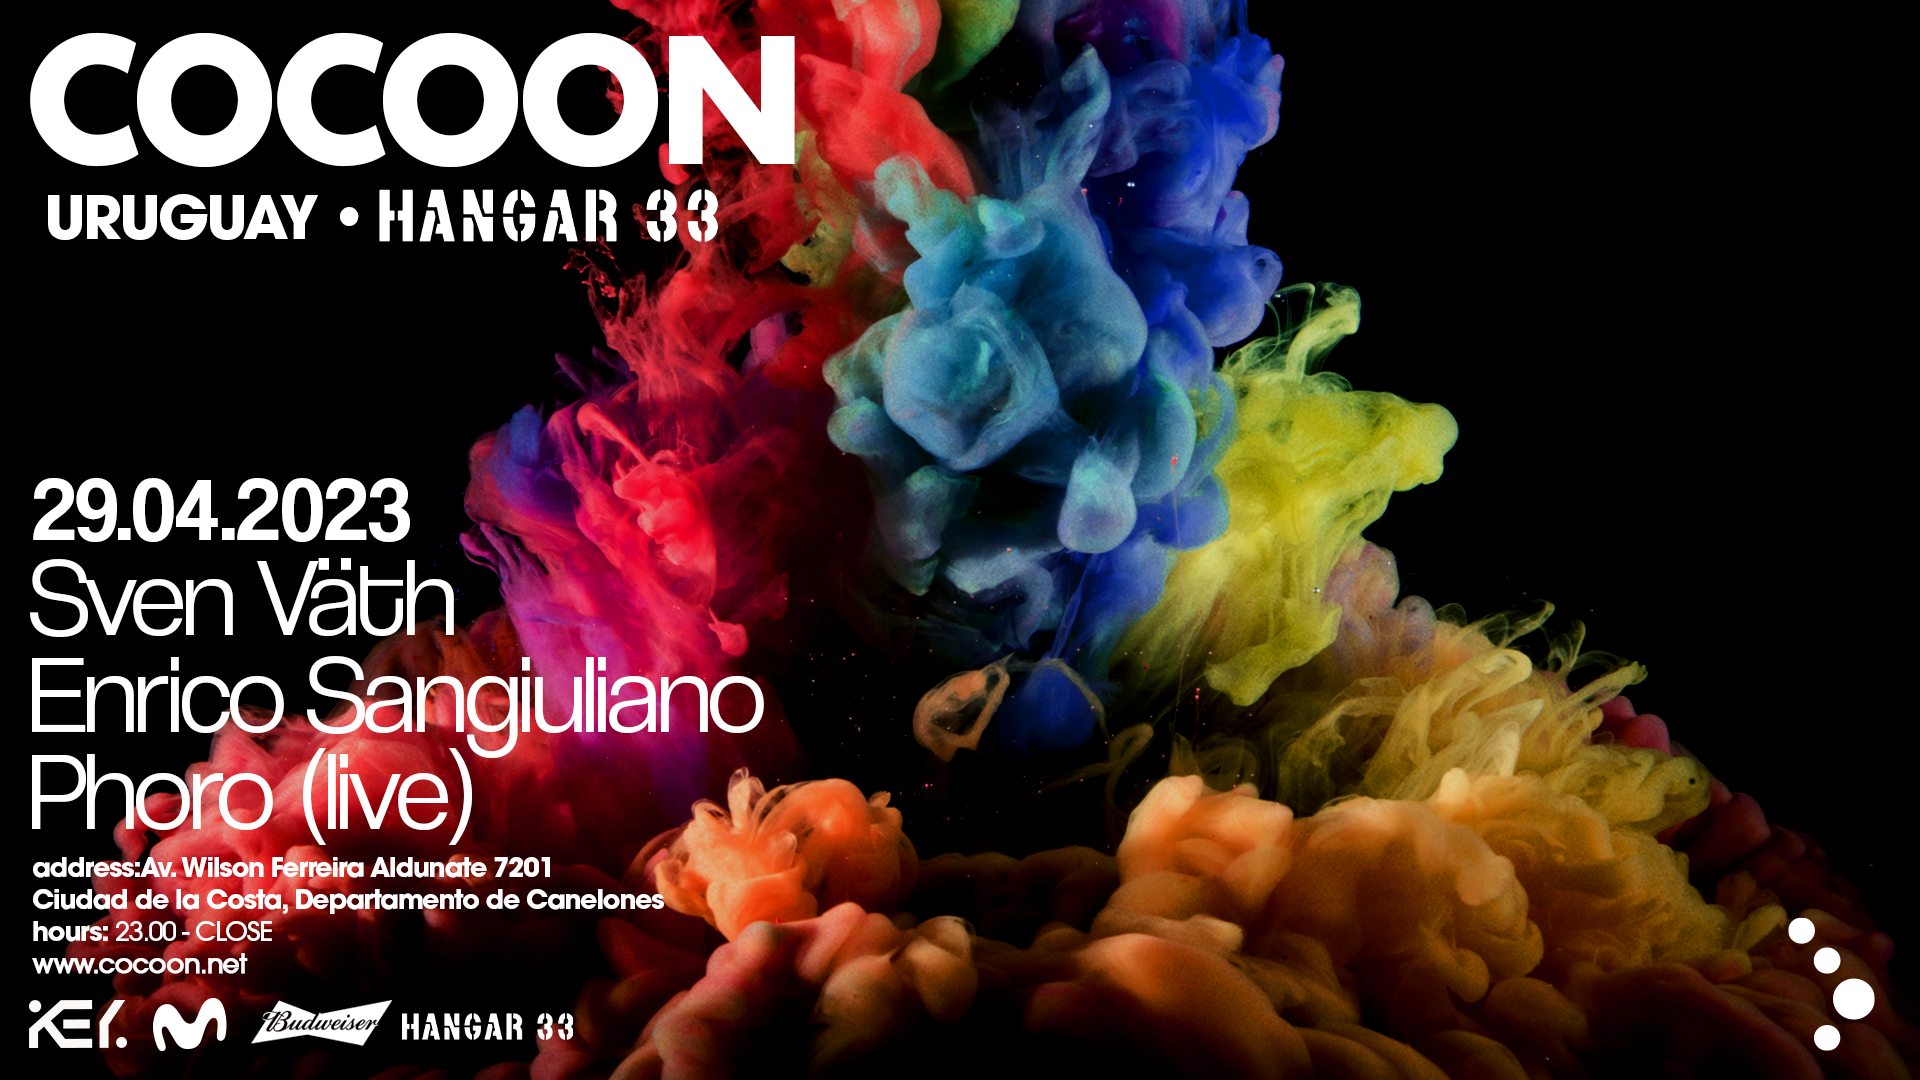 COCOON
URUGUAY • HANGAR 33
29.04.2023
Sven Väth
Enrico Sangiuliano
Phoro (live)
address:Av. Wilson Ferreira Aldunate 7201
Ciudad de la Costa, Departamento de Canelones
hours: 23.00 - CLOSE
www.cocoon.net
KEY. Budweiser HANGAR 33